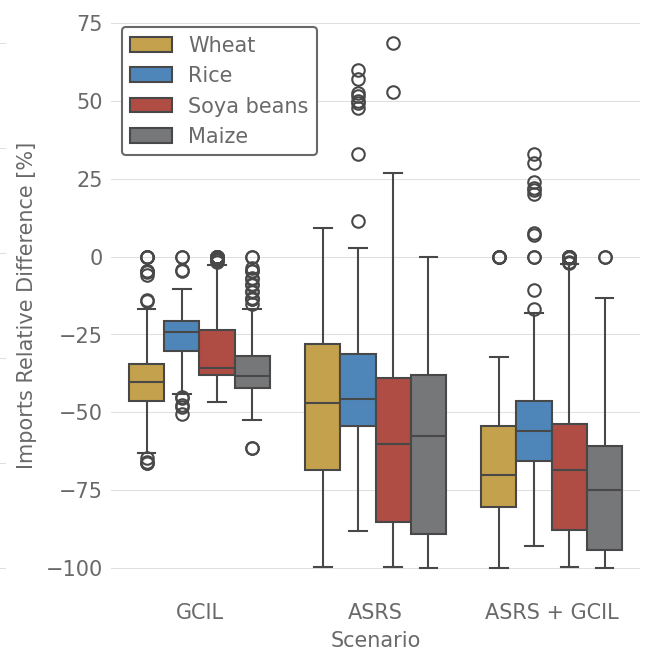 75
50
25
0
−25
−50
−75
−100
Imports Relative Difference [%]
Wheat
Rice
Soya beans
Maize
GCIL
ASRS
ASRS + GCIL
Scenario